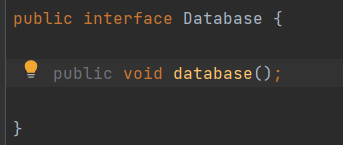 public interface Database {
public void database();
}